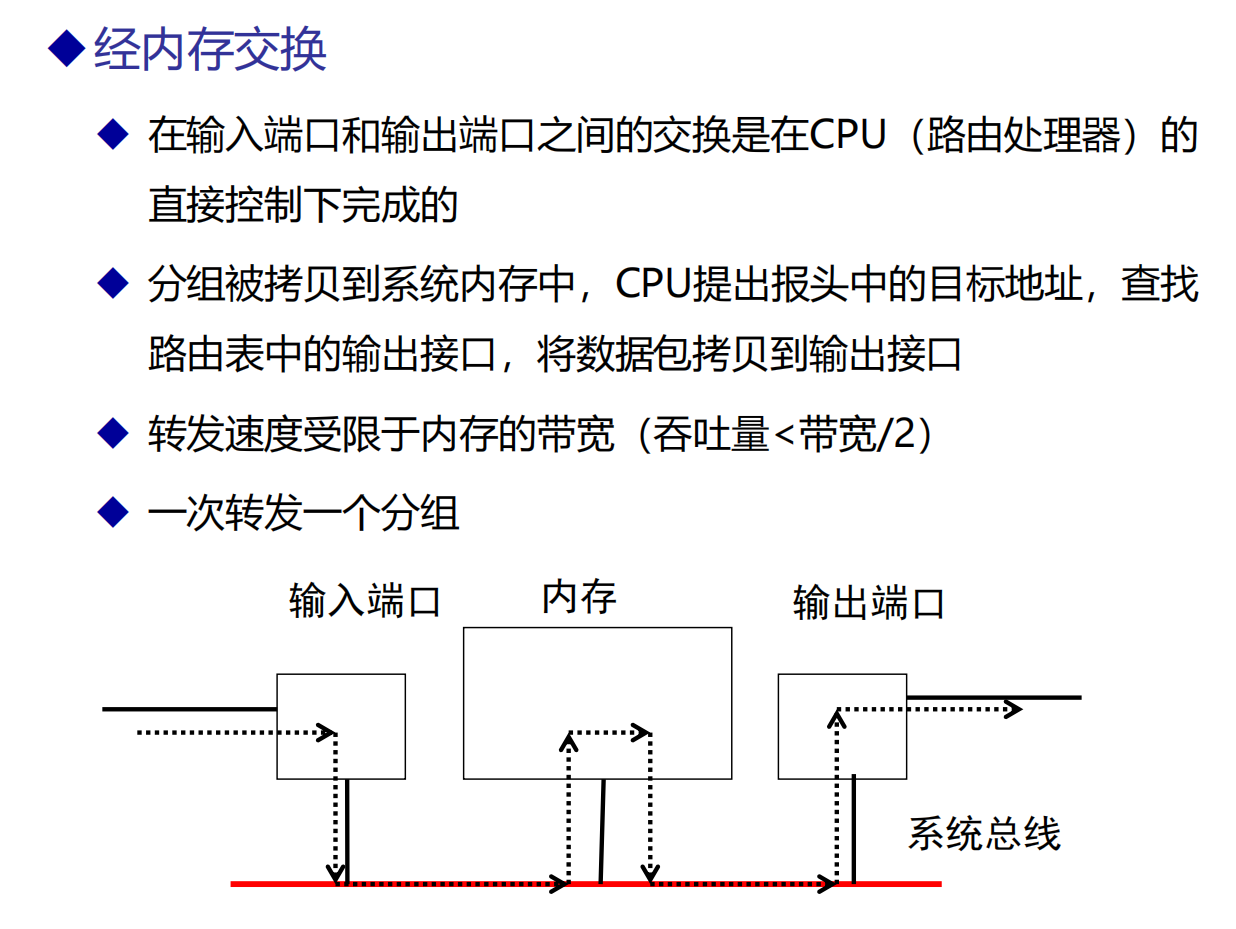 经内存交换
在输入端口和输出端口之间的交换是在CPU（路由处理器）的
直接控制下完成的
分组被拷贝到系统内存中，CPU提出报头中的目标地址，查找
路由表中的输出接口，将数据包拷贝到输出接口
转发速度受限于内存的带宽（吞吐量<带宽/2）
一次转发一个分组
输入端口
内存
输出端口
系统总线